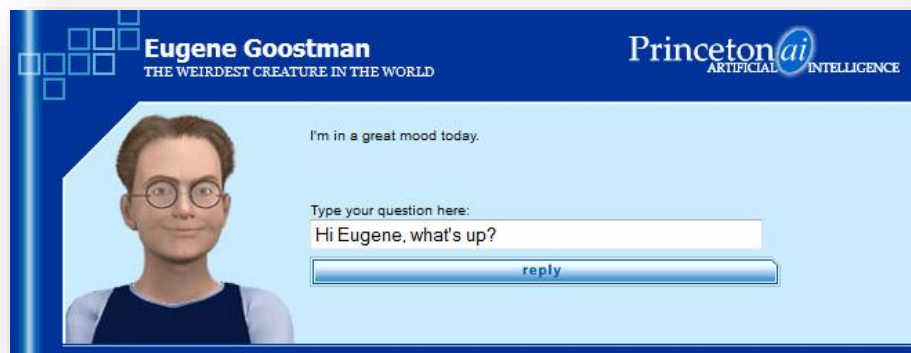 Eugene Goostman
THE WEIRDEST CREATURE IN THE WORLD
Princeton ai
ARTIFICIAL INTELLIGENCE
I'm in a great mood today.
Type your question here:
Hi Eugene, what's up?
reply